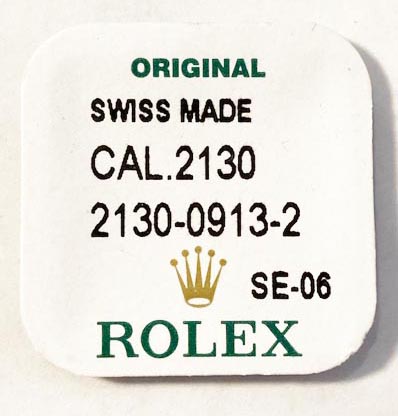 ORIGINAL
SWISS MADE
CAL.2130
2130-0913-2
SE-06
ROLEX